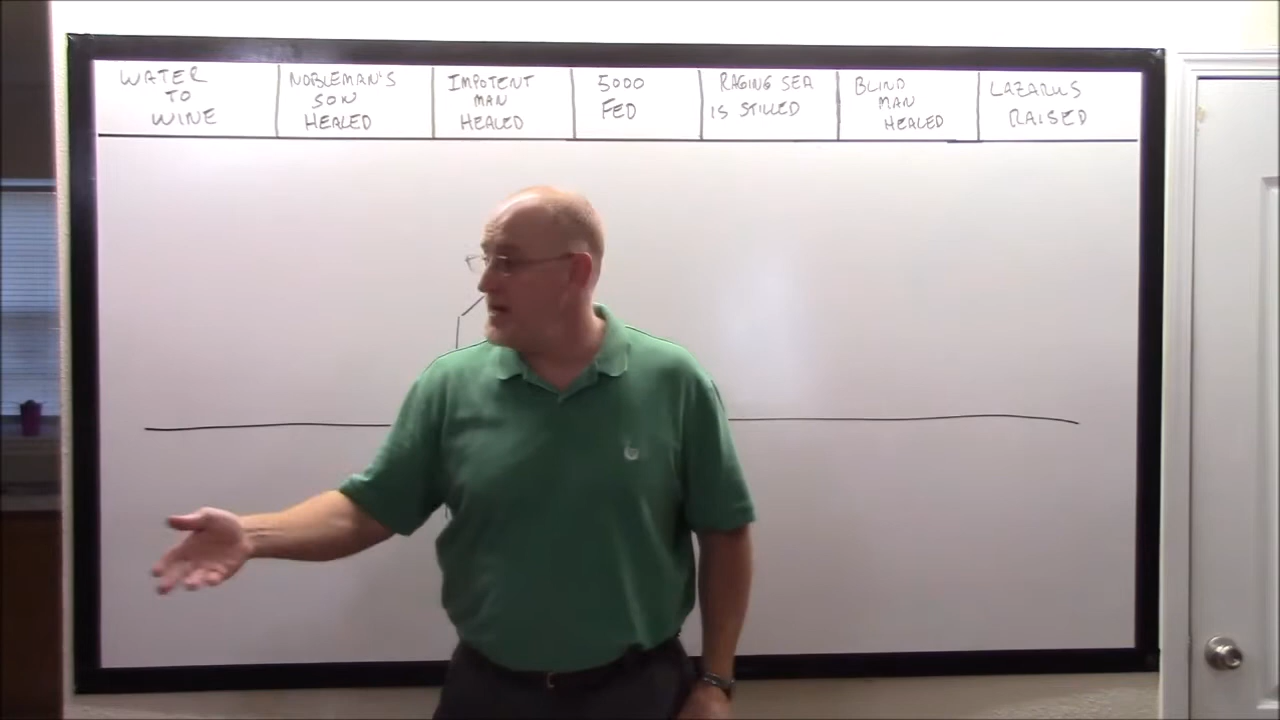 WATER
TO
WINE
NOBLEMAN'S
SON
HEALED
IMPOTENT
MAN
HEALED
5000
FED
RAGING SEA
IS STILLED
BLIND
MAN
HEALED
LAZARUS
RAISED